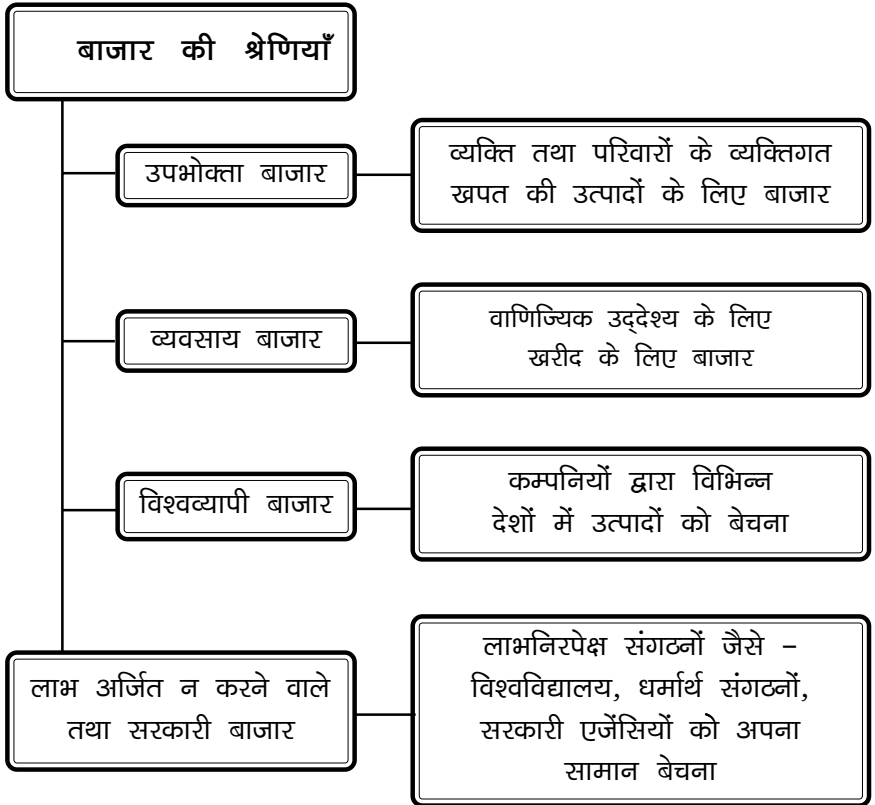 बाजार की श्रेणियाँ
उपभोक्ता बाजार
व्यक्ति तथा परिवारों के व्यक्तिगत
खपत की उत्पादों के लिए बाजार
व्यवसाय बाजार
वाणिज्यिक उद्देश्य के लिए
खरीद के लिए बाजार
विश्वव्यापी बाजार
कम्पनियों द्वारा विभिन्न
देशों में उत्पादों को बेचना
लाभ अर्जित न करने वाले
तथा सरकारी बाजार
लाभनिरपेक्ष संगठनों जैसे –
विश्वविद्यालय, धर्मार्थ संगठनों,
सरकारी एजेंसियों को अपना
सामान बेचना